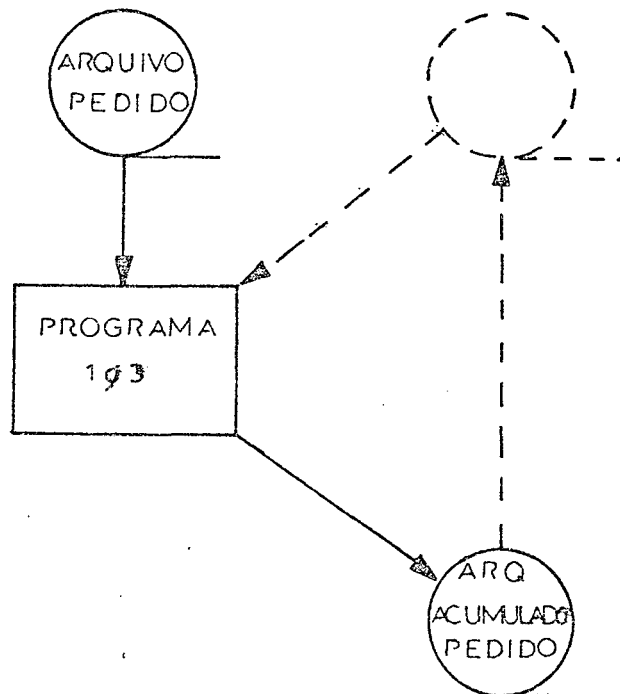 ARQUIVO
PEDIDO
PROGRAMA
1φ3
ARQ
ACUMULADO
PEDIDO